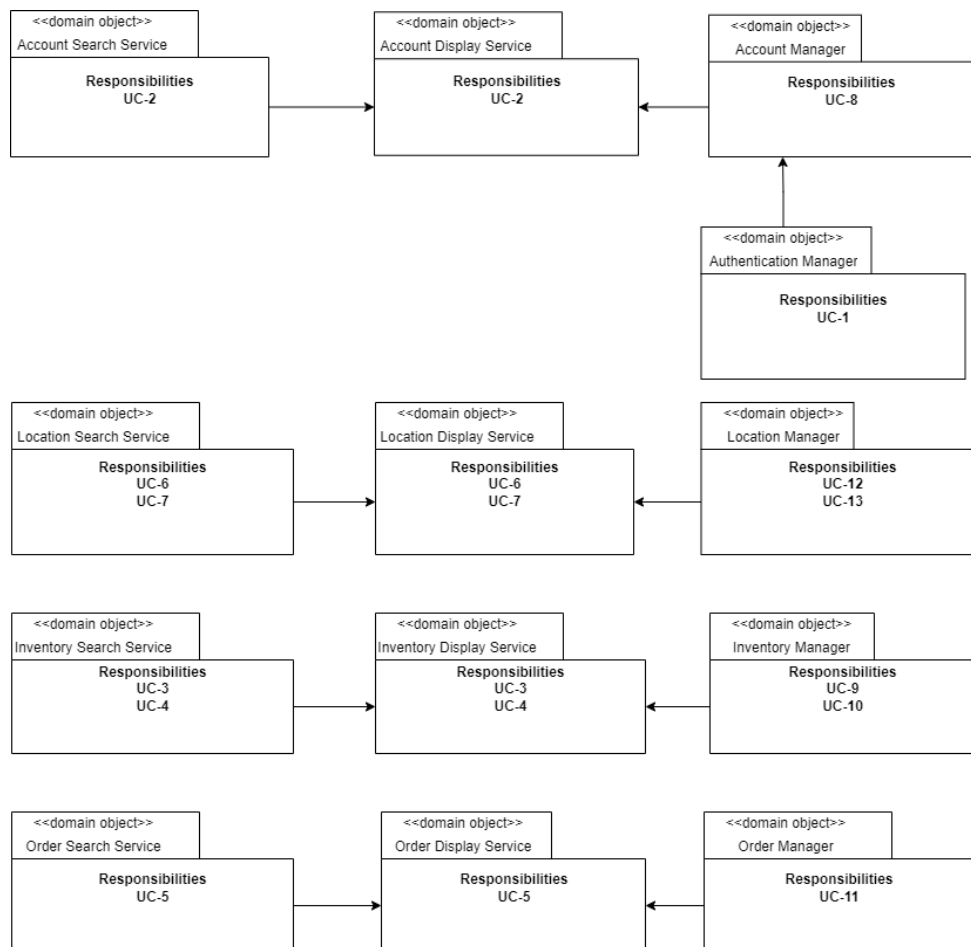 <<domain object>>
Account Search Service
Responsibilities
UC-2
<<domain object>>
Account Display Service
Responsibilities
UC-2
<<domain object>>
Account Manager
Responsibilities
UC-8
<<domain object>>
Authentication Manager
Responsibilities
UC-1
<<domain object>>
Location Search Service
Responsibilities
UC-6
UC-7
<<domain object>>
Location Display Service
Responsibilities
UC-6
UC-7
<<domain object>>
Location Manager
Responsibilities
UC-12
UC-13
<<domain object>>
Inventory Search Service
Responsibilities
UC-3
UC-4
<<domain object>>
Inventory Display Service
Responsibilities
UC-3
UC-4
<<domain object>>
Inventory Manager
Responsibilities
UC-9
UC-10
<<domain object>>
Order Search Service
Responsibilities
UC-5
<<domain object>>
Order Display Service
Responsibilities
UC-5
<<domain object>>
Order Manager
Responsibilities
UC-11